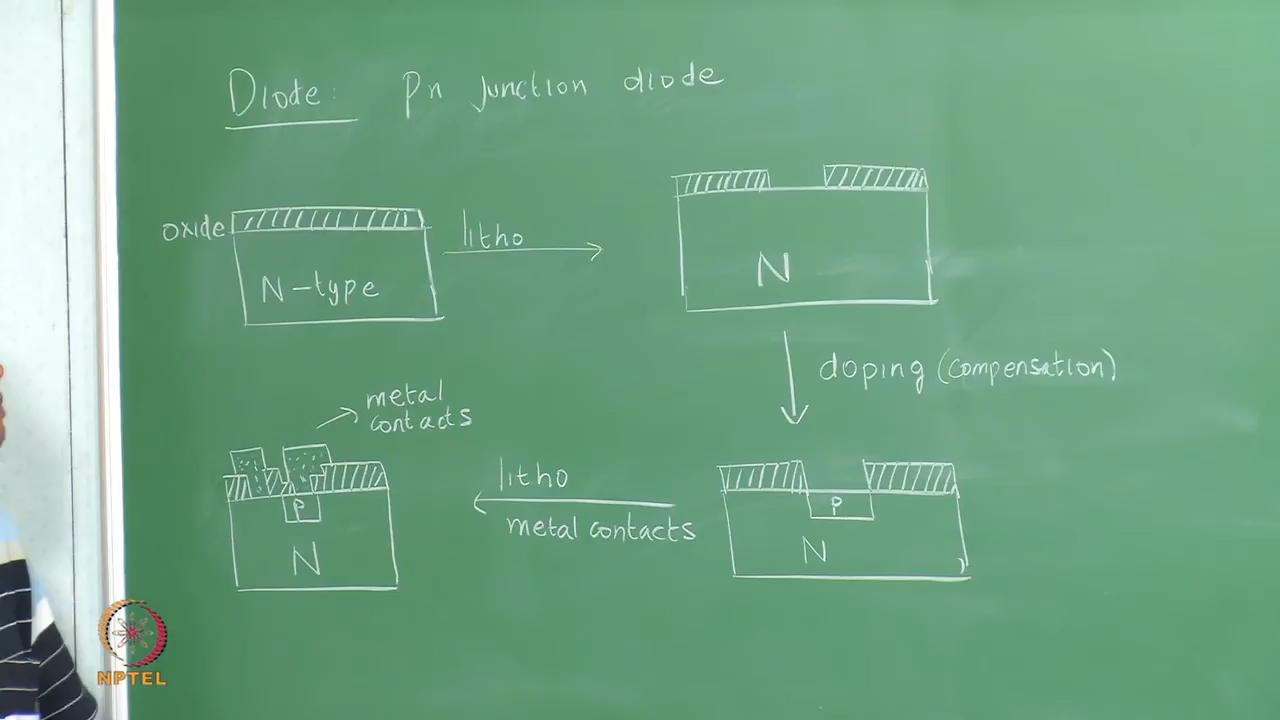 Diode: Pn junction diode
oxide
N-type
litho
N
doping (compensation)
P
N
litho
metal contacts
metal
contacts
P
N
NPTEL